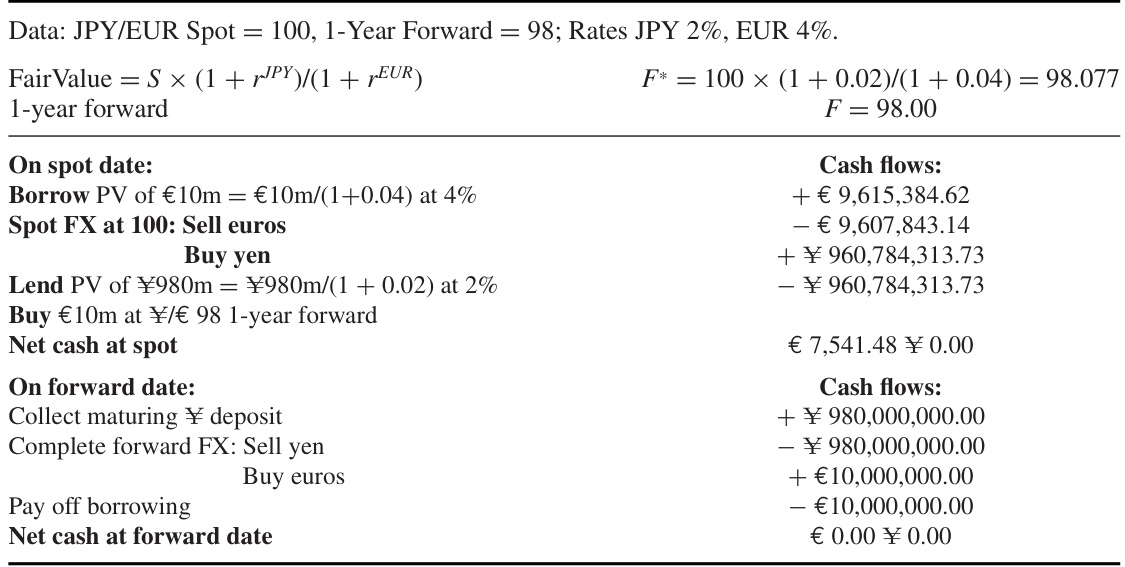 Data: JPY/EUR Spot = 100, 1-Year Forward = 98; Rates JPY 2%, EUR 4%.
FairValue = S × (1 + r^JPY)/(1 + r^EUR) F* = 100 × (1 + 0.02)/(1 + 0.04) = 98.077
1-year forward F = 98.00
On spot date: Cash flows:
Borrow PV of €10m = €10m/(1+0.04) at 4% + € 9,615,384.62
Spot FX at 100: Sell euros − € 9,607,843.14
Buy yen + ¥ 960,784,313.73
Lend PV of ¥980m = ¥980m/(1 + 0.02) at 2% − ¥ 960,784,313.73
Buy €10m at ¥/€ 98 1-year forward
Net cash at spot € 7,541.48 ¥ 0.00
On forward date: Cash flows:
Collect maturing ¥ deposit + ¥ 980,000,000.00
Complete forward FX: Sell yen − ¥ 980,000,000.00
Buy euros + €10,000,000.00
Pay off borrowing − €10,000,000.00
Net cash at forward date € 0.00 ¥ 0.00